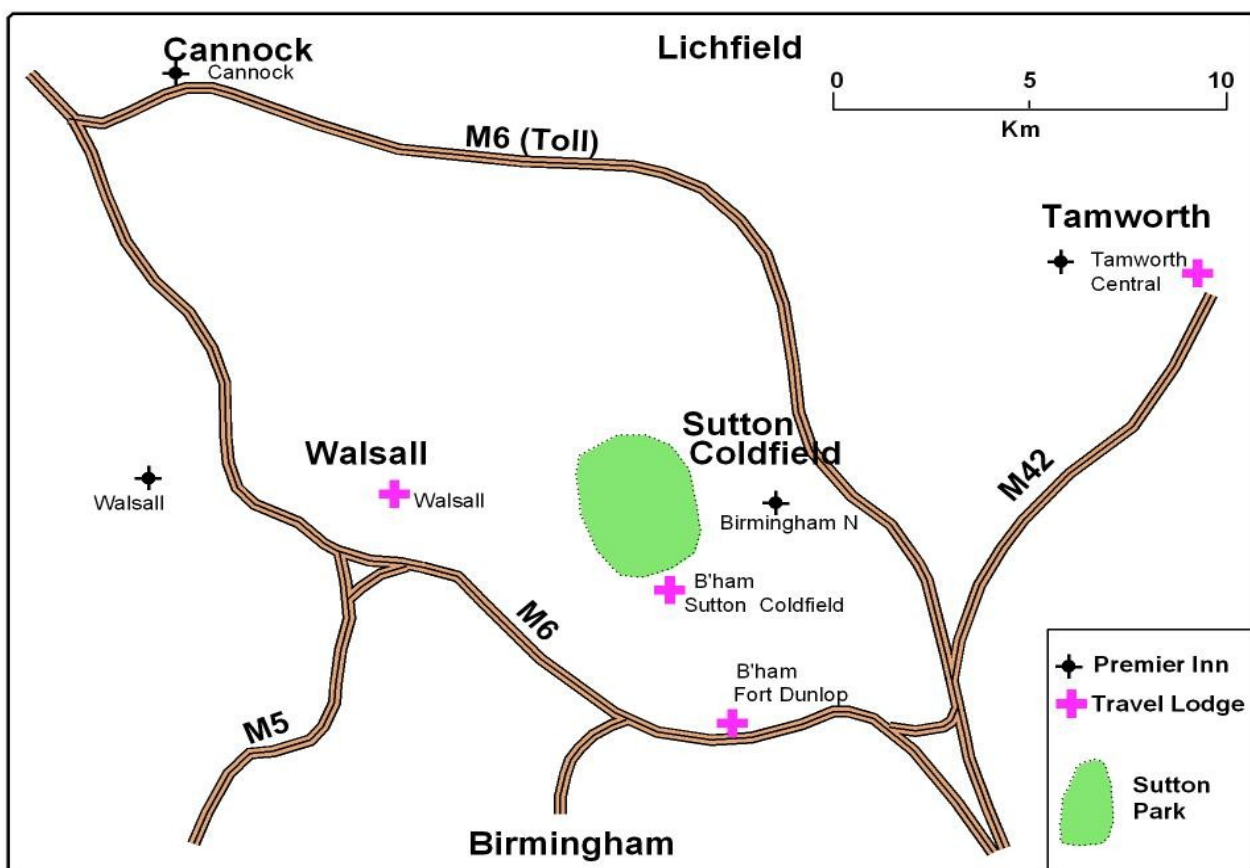 Cannock
Cannock
Lichfield
0 5 10
Km
M6 (Toll)
Tamworth
Tamworth
Central
Sutton
Coldfield
Walsall
Walsall
Walsall
Birmingham N
M42
B'ham
Sutton Coldfield
M6
B'ham
Fort Dunlop
M5
Birmingham
Premier Inn
Travel Lodge
Sutton
Park